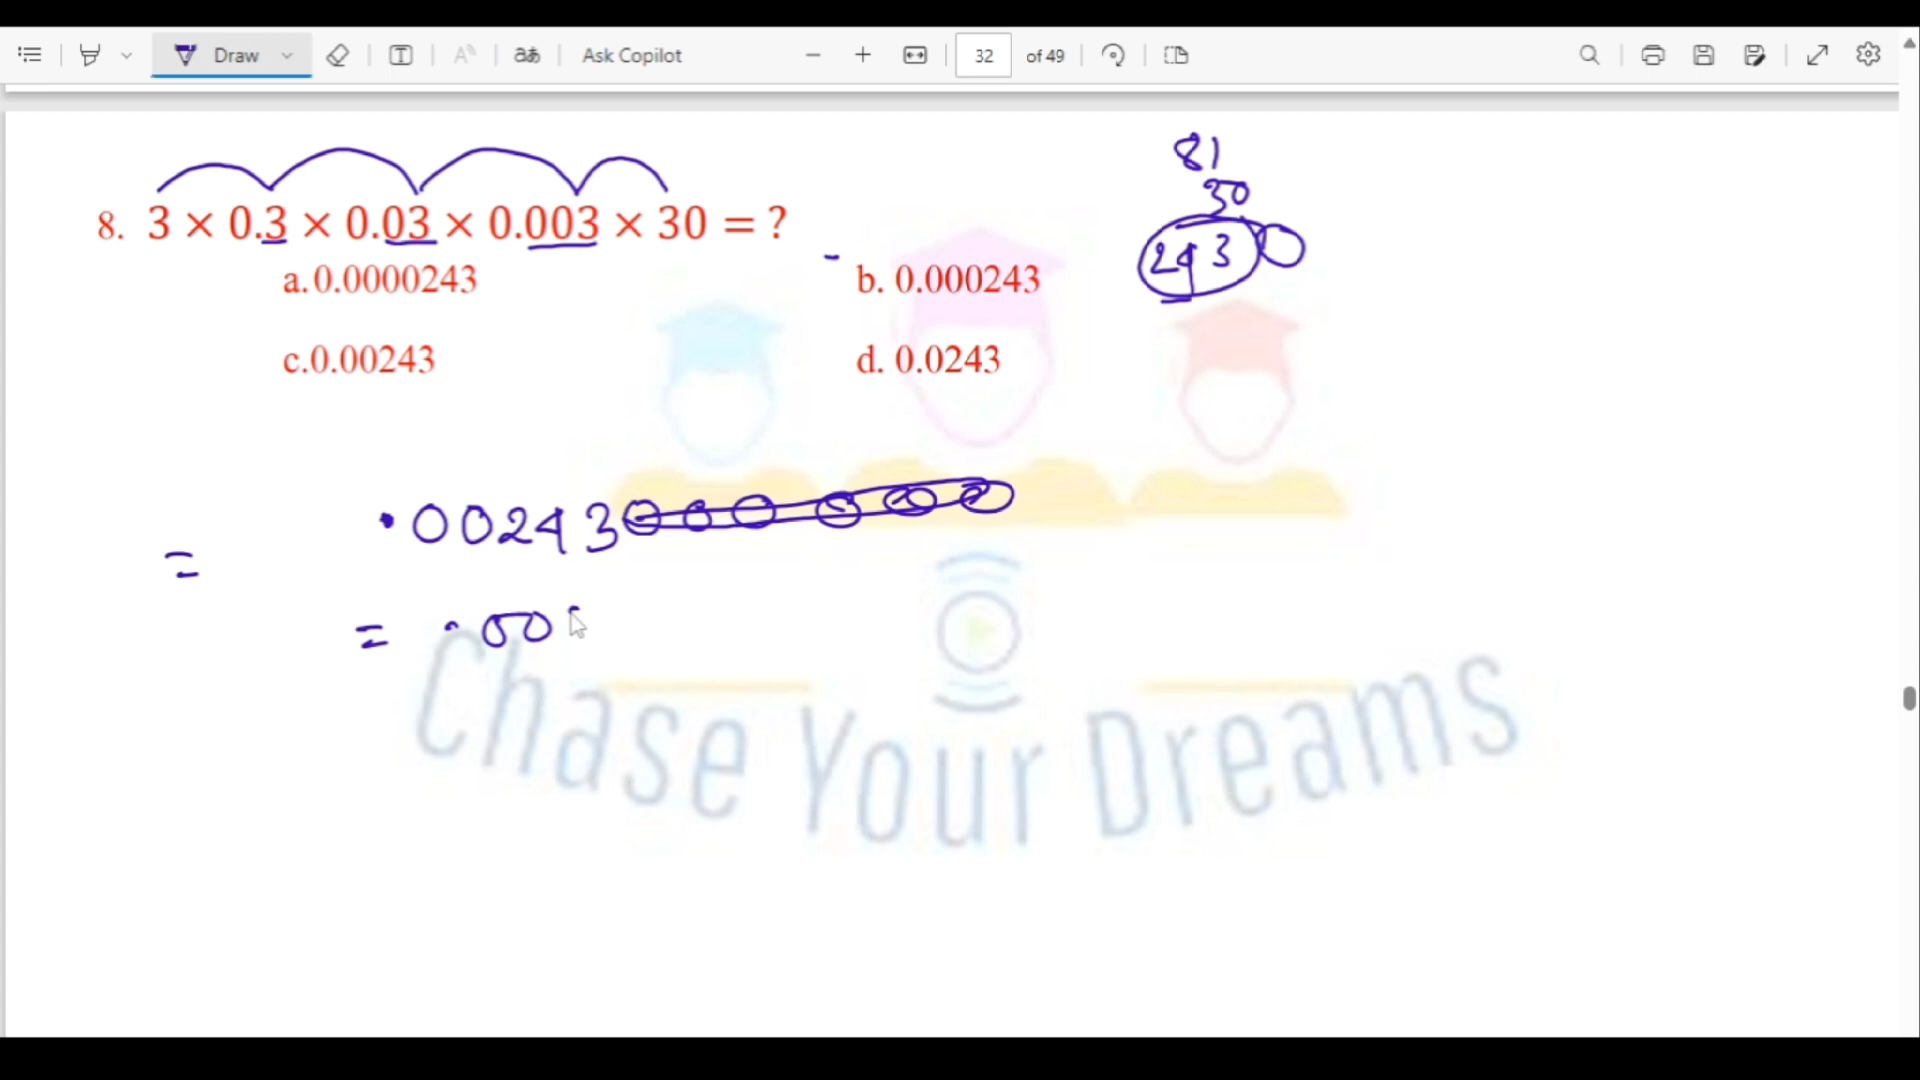 Draw Ask Copilot 32 of 49
81
30
2430
8. 3 × 0.3 × 0.03 × 0.003 × 30 = ?
a. 0.0000243 b. 0.000243
c.0.00243 d. 0.0243
.00243
=
= .00
Chase Your Dreams